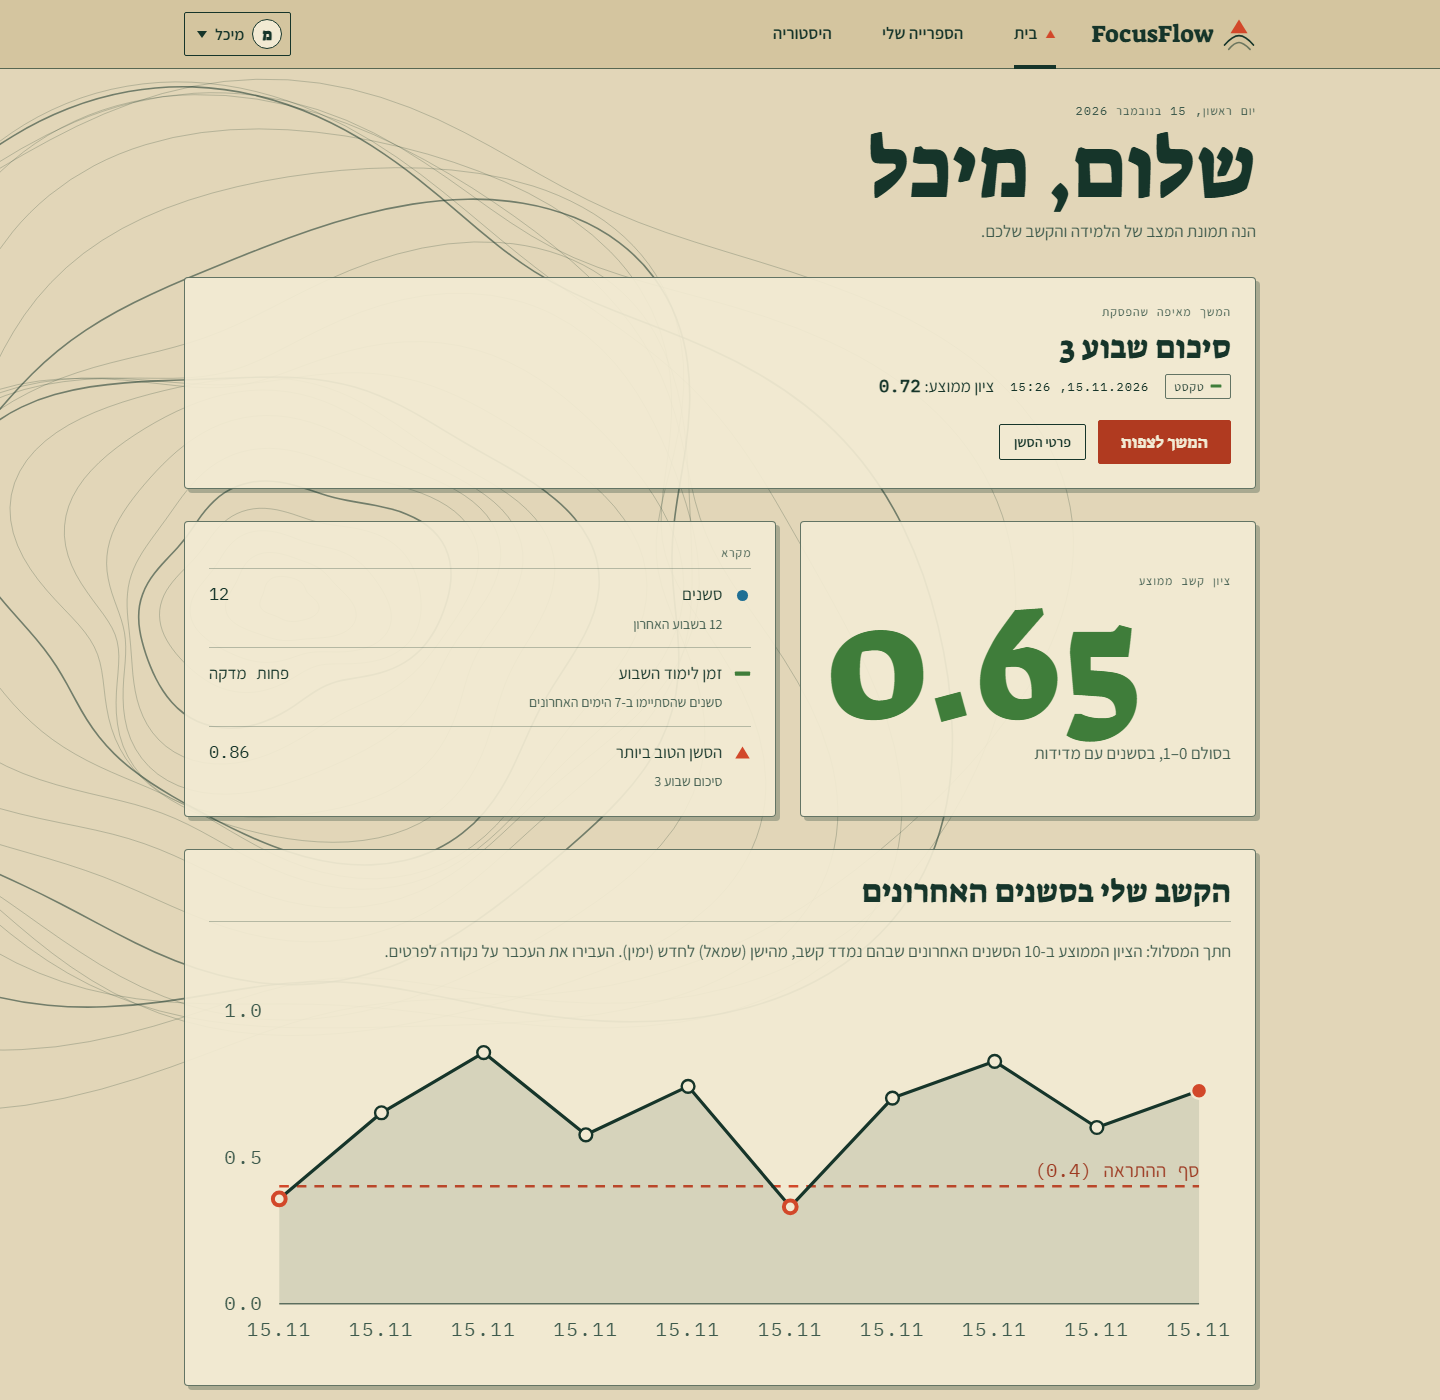 FocusFlow
בית
הספרייה שלי
היסטוריה
מ
מיכל
יום ראשון, 15 בנובמבר 2026
שלום, מיכל
הנה תמונת המצב של הלמידה והקשב שלכם.
המשך מאיפה שהפסקת
סיכום שבוע 3
טקסט
15.11.2026, 15:26
ציון ממוצע: 0.72
המשך לצפות
פרטי הסשן
ציון קשב ממוצע
0.65
בסולם 0–1, בסשנים עם מדידות
מקרא
סשנים 12
12 בשבוע האחרון
זמן לימוד השבוע פחות מדקה
סשנים שהסתיימו ב-7 הימים האחרונים
הסשן הטוב ביותר 0.86
סיכום שבוע 3
הקשב שלי בסשנים האחרונים
חתך המסלול: הציון הממוצע ב-10 הסשנים האחרונים שבהם נמדד קשב, מהישן (שמאל) לחדש (ימין). העבירו את העכבר על נקודה לפרטים.
1.0
0.5
סף ההתראה (0.4)
0.0
15.11 15.11 15.11 15.11 15.11 15.11 15.11 15.11 15.11 15.11